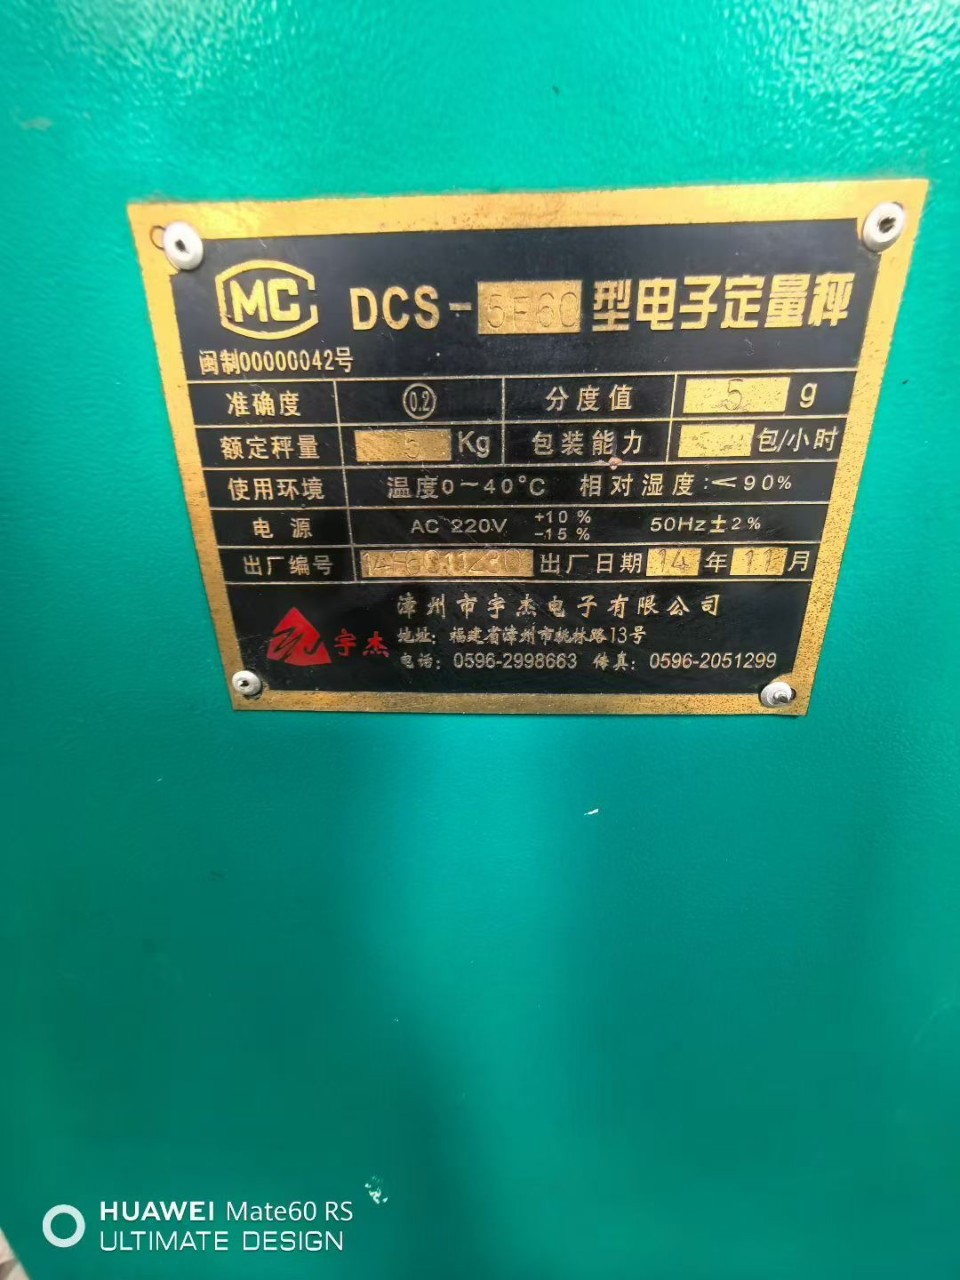 MC DCS-5F60型电子定量秤
闽制00000042号
准确度 0.2 分度值 5 g
额定秤量 5 Kg 包装能力 包/小时
使用环境 温度0~40°C 相对湿度:<90%
电源 AC 220V +10% -15% 50Hz±2%
出厂编号 出厂日期 14 年 11 月
漳州市宇杰电子有限公司
宇杰 地址: 福建省漳州市桃林路13号
电话: 0596-2998663 传真: 0596-2051299
HUAWEI Mate60 RS
ULTIMATE DESIGN